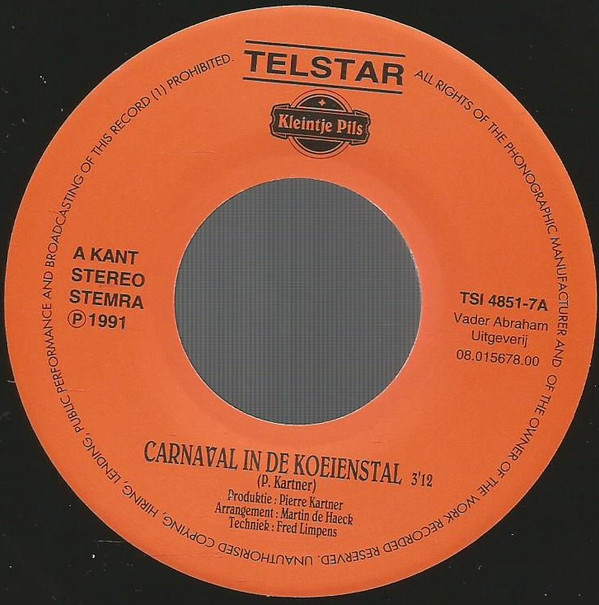 TELSTAR
Kleintje Pils
ALL RIGHTS OF THE PHONOGRAPHIC MANUFACTURER AND OF THE OWNER OF THE WORK RECORDED RESERVED. UNAUTHORISED COPYING, HIRING, LENDING, PUBLIC PERFORMANCE AND BROADCASTING OF THIS RECORD (1) PROHIBITED.
A KANT
STEREO
STEMRA
℗ 1991
TSI 4851-7A
Vader Abraham
Uitgeverij
08.015678.00
CARNAVAL IN DE KOEIENSTAL 3'12
(P. Kartner)
Produktie : Pierre Kartner
Arrangement : Martin de Haeck
Techniek : Fred Limpens